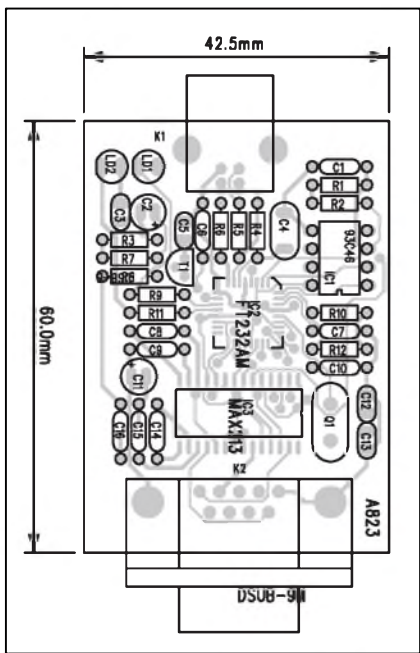 42.5mm
K1
LD2
LD1
C1
R1
R2
C3
C2
C5
C6
R6
R5
R4
C4
93C46
IC1
R3
R7
T1
IC2
FT232AM
60.0mm
R9
R11
C8
C9
R10
C7
R12
C10
C11
IC3
MAX213
Q1
C12
C13
C16
C15
C14
K2
A823
DSUB-9M